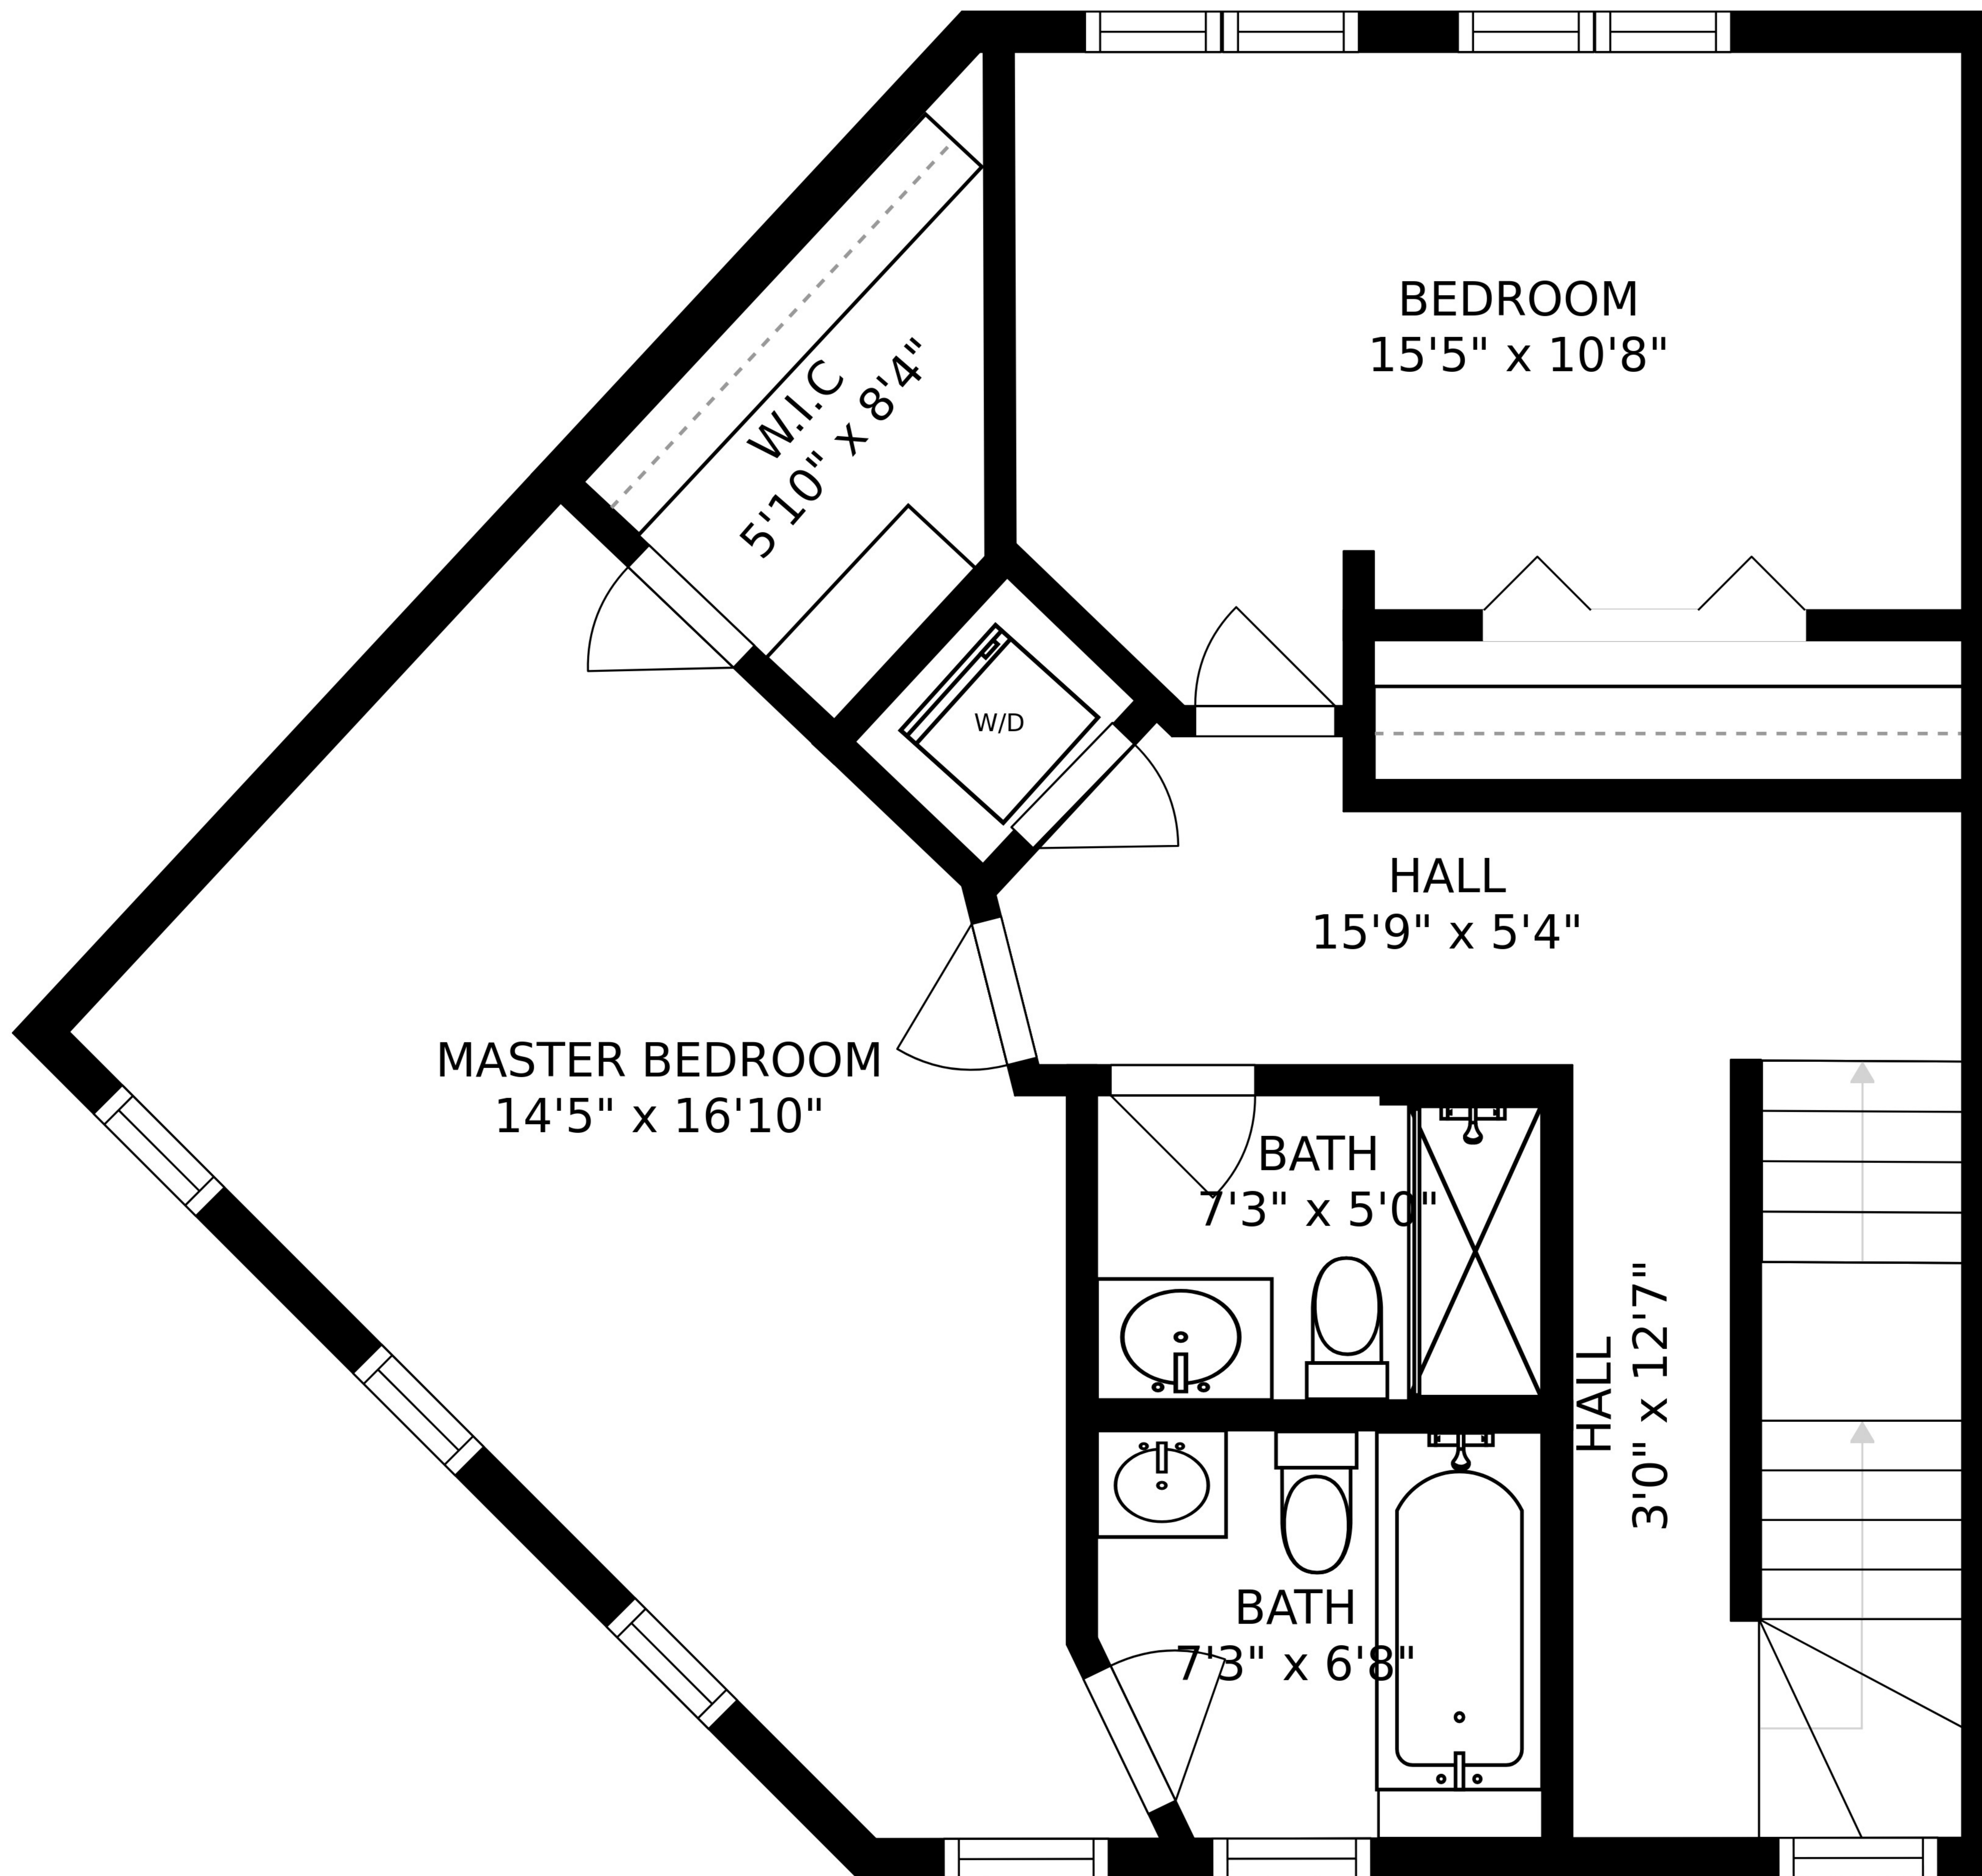 BEDROOM
15'5" x 10'8"
W.I.C
5'10" x 8'4"
W/D
HALL
15'9" x 5'4"
MASTER BEDROOM
14'5" x 16'10"
BATH
7'3" x 5'0"
HALL
3'0" x 12'7"
BATH
7'3" x 6'8"